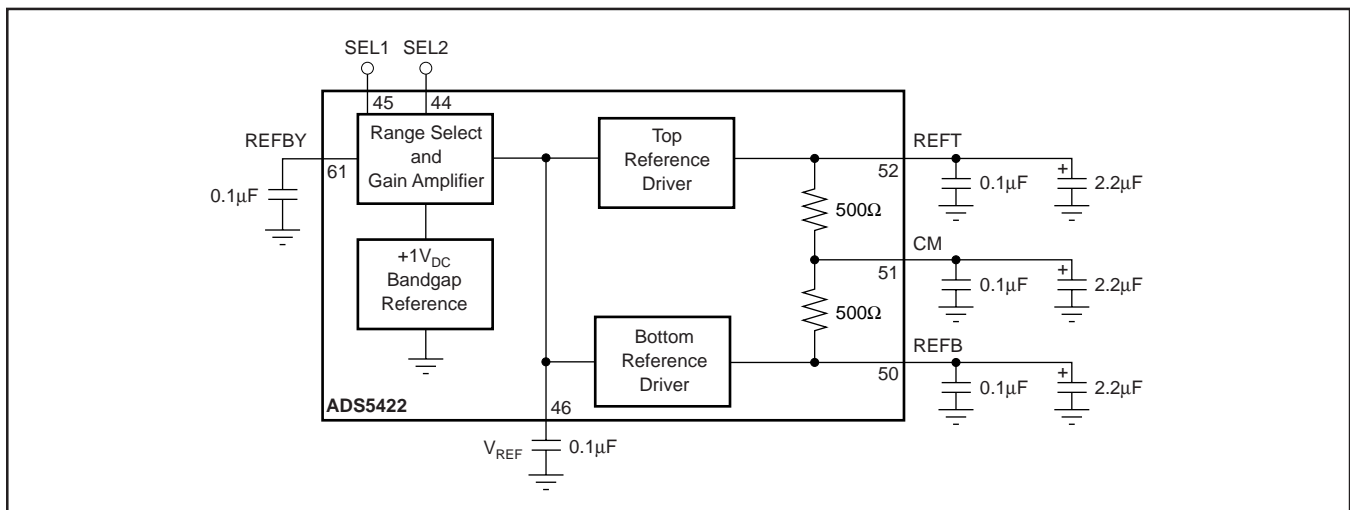 SEL1 SEL2
45 44
REFBY
61
0.1µF
Range Select
and
Gain Amplifier
+1V_DC
Bandgap
Reference
Top
Reference
Driver
Bottom
Reference
Driver
500Ω
500Ω
REFT
52
0.1µF
+
2.2µF
CM
51
0.1µF
+
2.2µF
REFB
50
0.1µF
+
2.2µF
ADS5422
46
V_REF 0.1µF